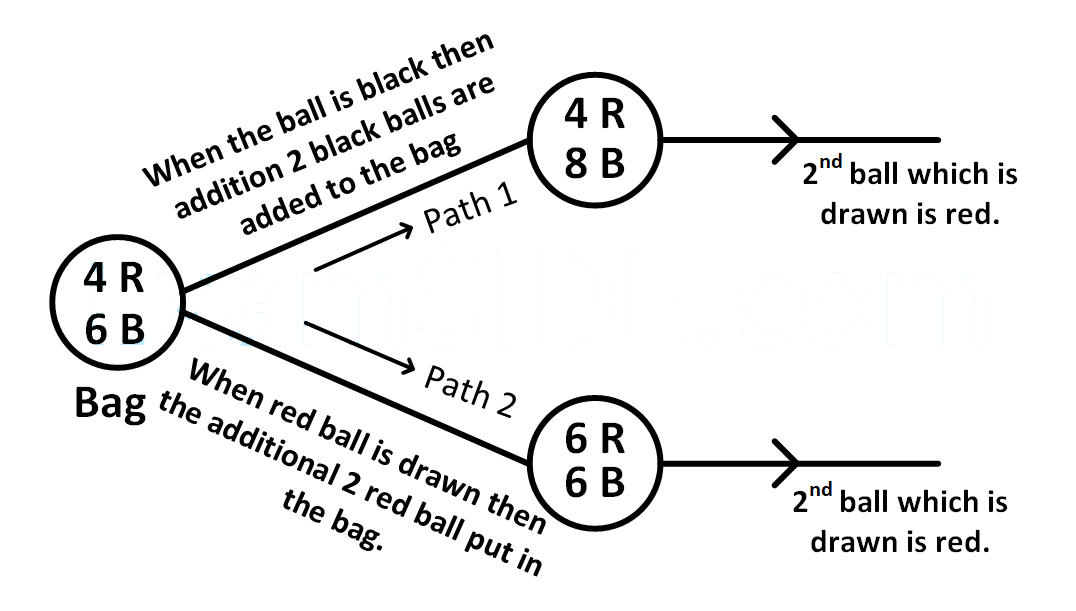 When the ball is black then
addition 2 black balls are
added to the bag
Path 1
4 R
8 B
2nd ball which is
drawn is red.
4 R
6 B
Bag
Path 2
When red ball is drawn then
the additional 2 red ball put in
the bag.
6 R
6 B
2nd ball which is
drawn is red.